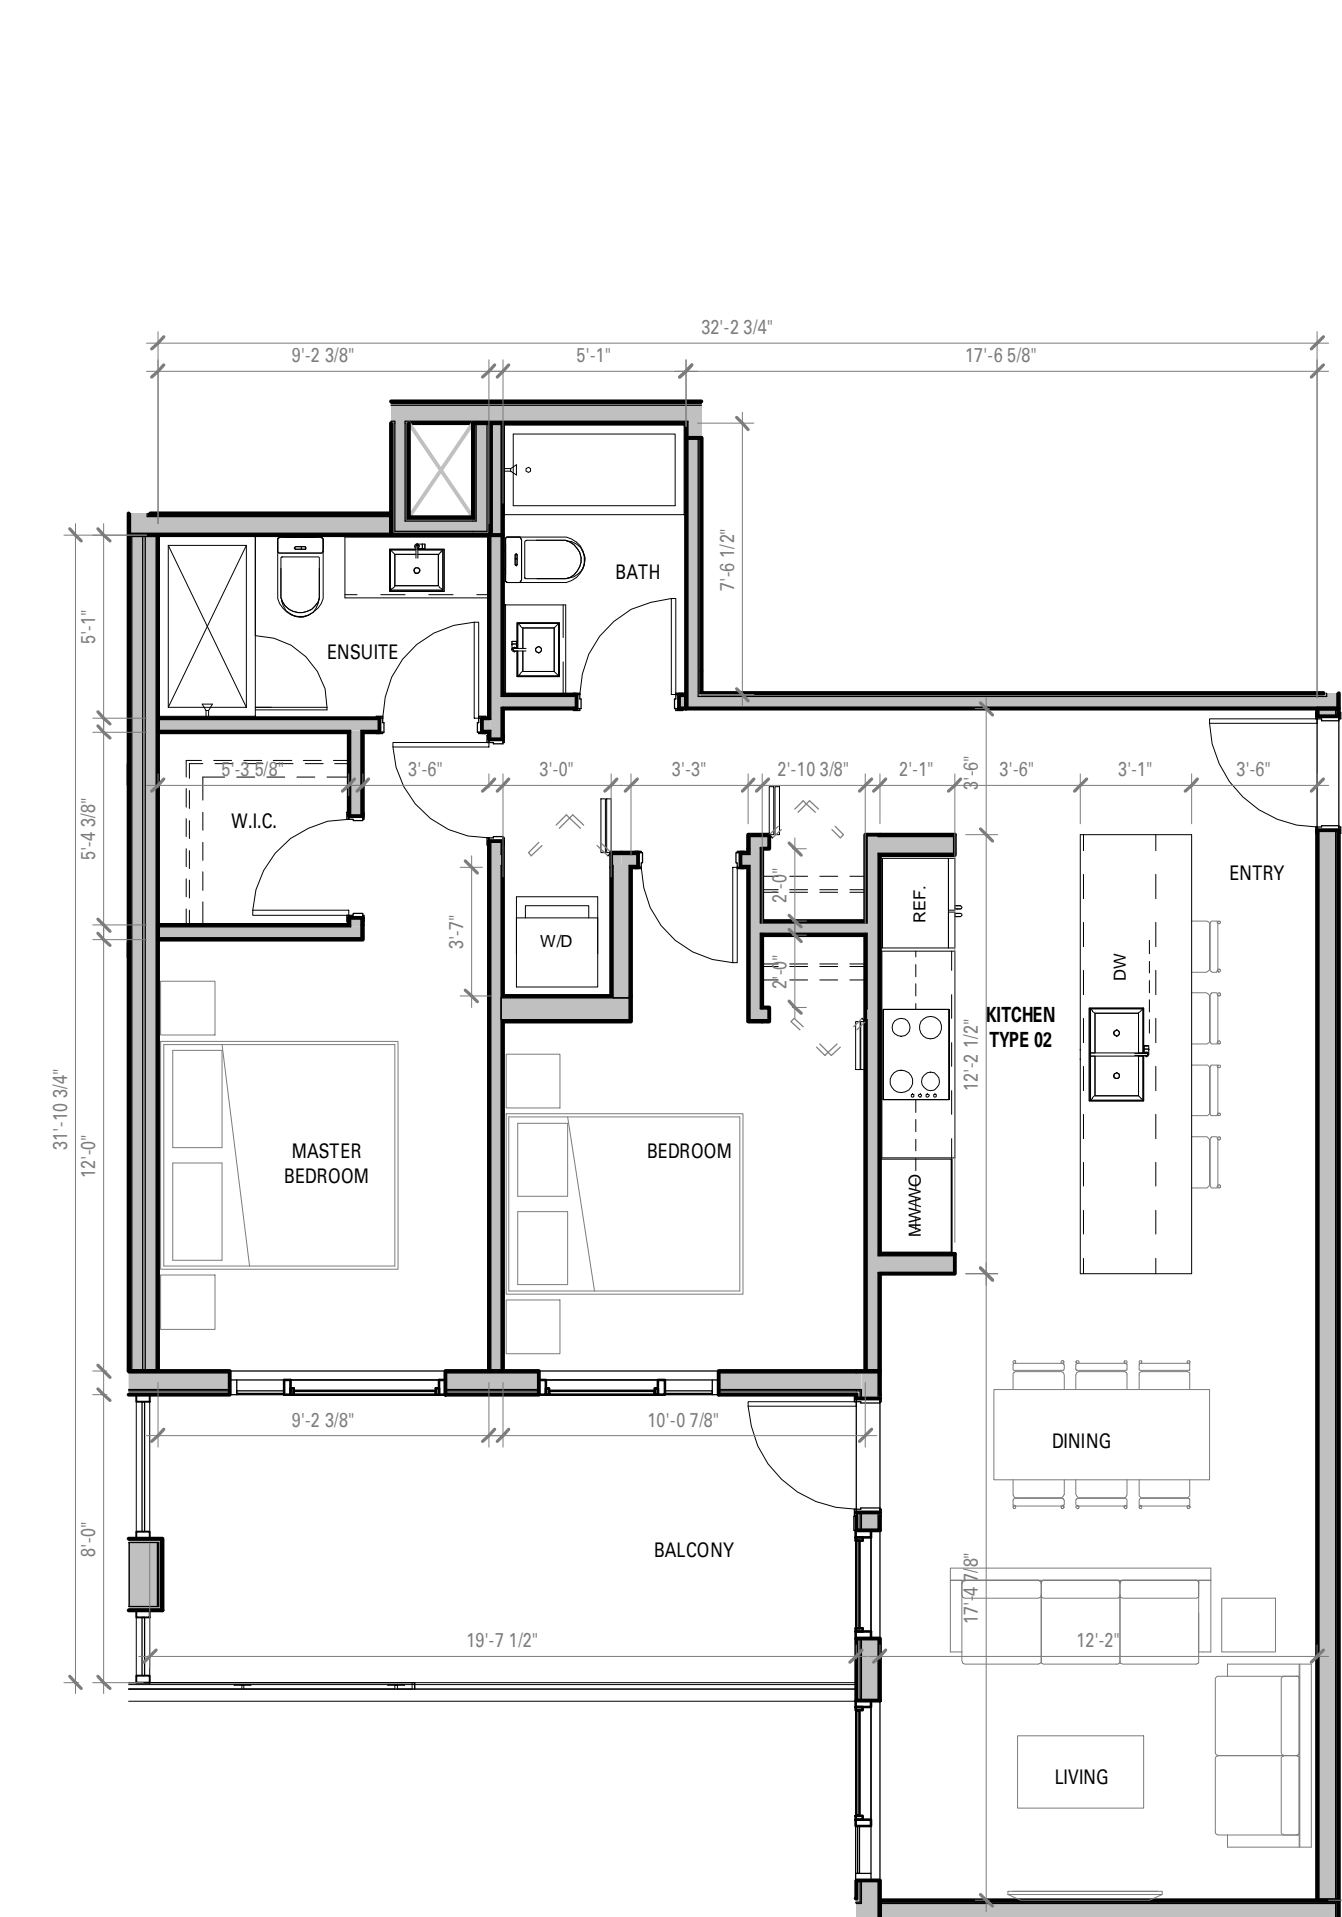 32'-2 3/4"
9'-2 3/8"
5'-1"
17'-6 5/8"
7'-6 1/2"
BATH
5'-1"
ENSUITE
5'-3 5/8"
3'-6"
3'-0"
3'-3"
2'-10 3/8"
2'-1"
3'-6"
3'-6"
3'-1"
3'-6"
W.I.C.
5'-4 3/8"
ENTRY
2'-0"
REF.
3'-7"
W/D
DW
2'-0"
KITCHEN
TYPE 02
12'-2 1/2"
31'-10 3/4"
12'-0"
MASTER
BEDROOM
BEDROOM
MW/WO
9'-2 3/8"
10'-0 7/8"
DINING
8'-0"
BALCONY
17'-4 7/8"
19'-7 1/2"
12'-2"
LIVING